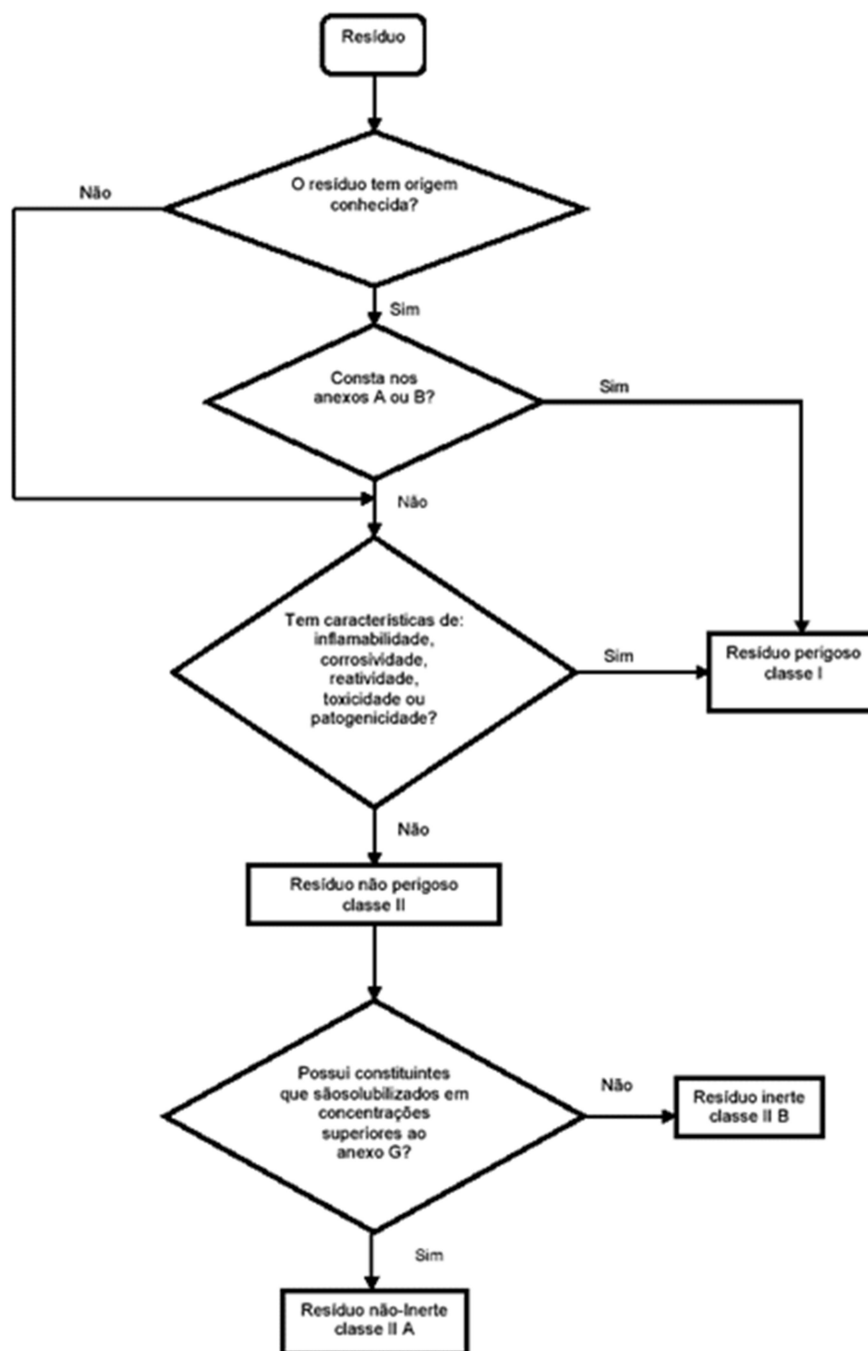 Resíduo
O resíduo tem origem
conhecida?
Não
Sim
Consta nos
anexos A ou B?
Sim
Não
Tem características de:
inflamabilidade,
corrosividade,
reatividade,
toxicidade ou
patogenicidade?
Sim
Resíduo perigoso
classe I
Não
Resíduo não perigoso
classe II
Possui constituintes
que sãosolubilizados em
concentrações
superiores ao
anexo G?
Não
Resíduo inerte
classe II B
Sim
Resíduo não-Inerte
classe II A